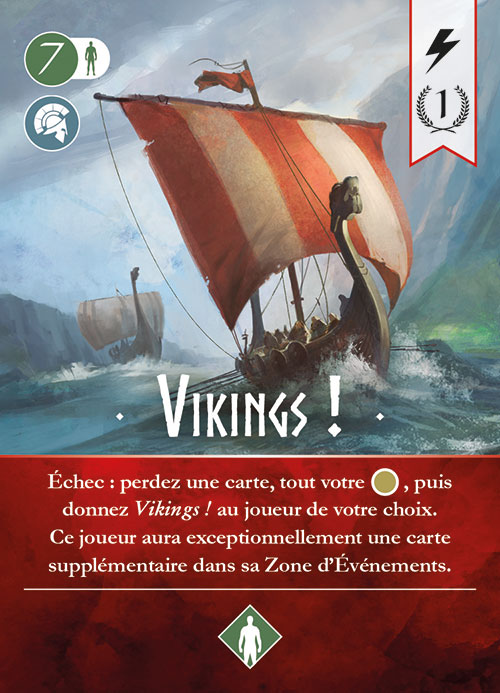 7
1
VIKINGS !
Échec : perdez une carte, tout votre , puis
donnez Vikings ! au joueur de votre choix.
Ce joueur aura exceptionnellement une carte
supplémentaire dans sa Zone d'Événements.